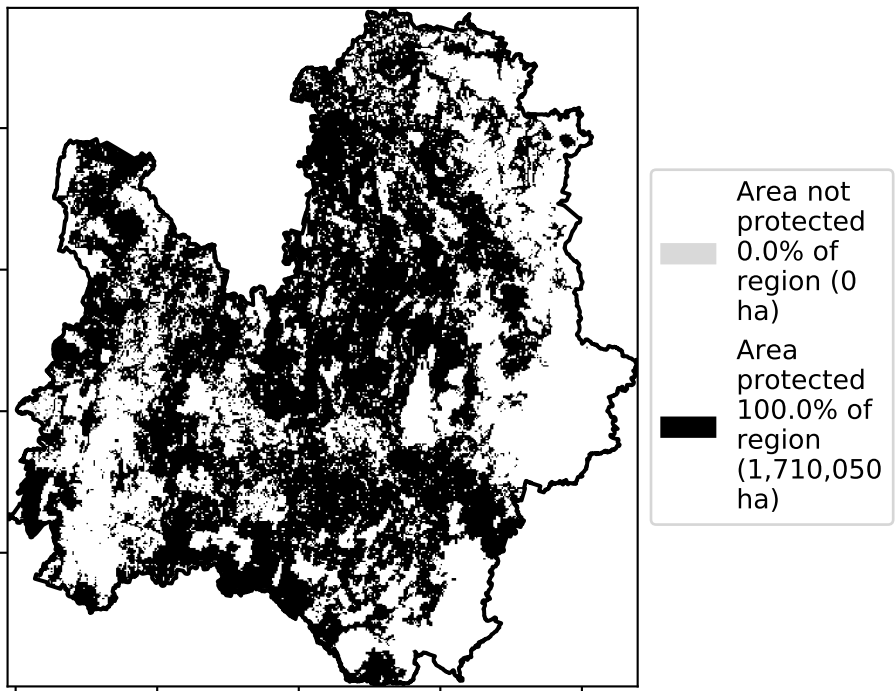 Area not
protected
0.0% of
region (0
ha)
Area
protected
100.0% of
region
(1,710,050
ha)